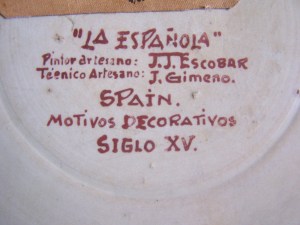 "LA ESPAÑOLA"
Pintor artesano: J.J. ESCOBAR
Técnico Artesano: J. Gimeno.
SPAIN.
MOTIVOS DECORATIVOS
SIGLO XV.